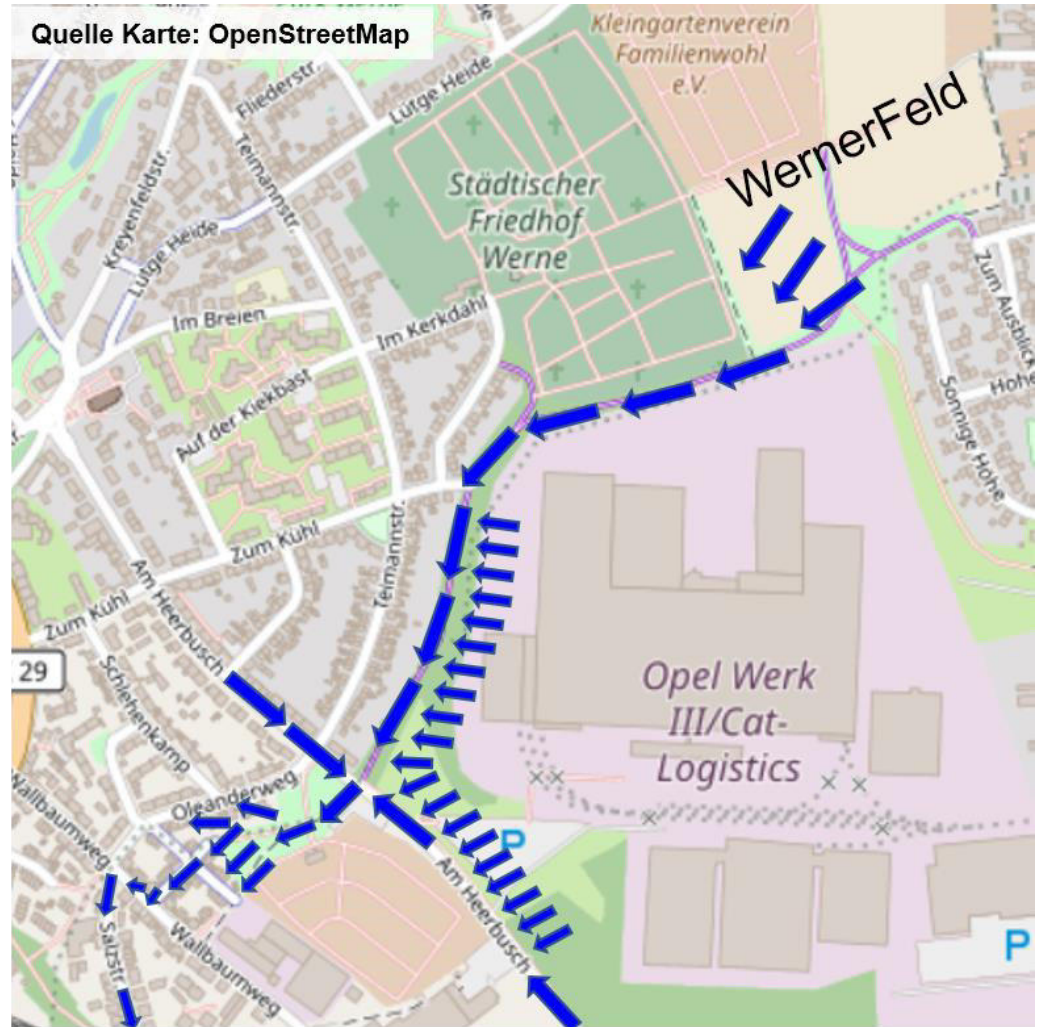 Quelle Karte: OpenStreetMap
Kleingartenverein
Familienwohl
e.V.
WernerFeld
Fliederstr.
Lütge Heide
Teimannstr.
Kreyenfeldstr.
Lütge Heide
Städtischer
Friedhof
Werne
Zum Ausblick
Im Breien
Im Kerkdahl
Hohe
Sonnige Höhe
Auf der Kiekbast
Zum Kühl
Teimannstr.
Am Heerbusch
Zum Kühl
29
Schlehenkamp
Opel Werk
III/Cat-
Logistics
Oleanderweg
Wallbaumweg
P
Am Heerbusch
Salzstr.
Wallbaumweg
P